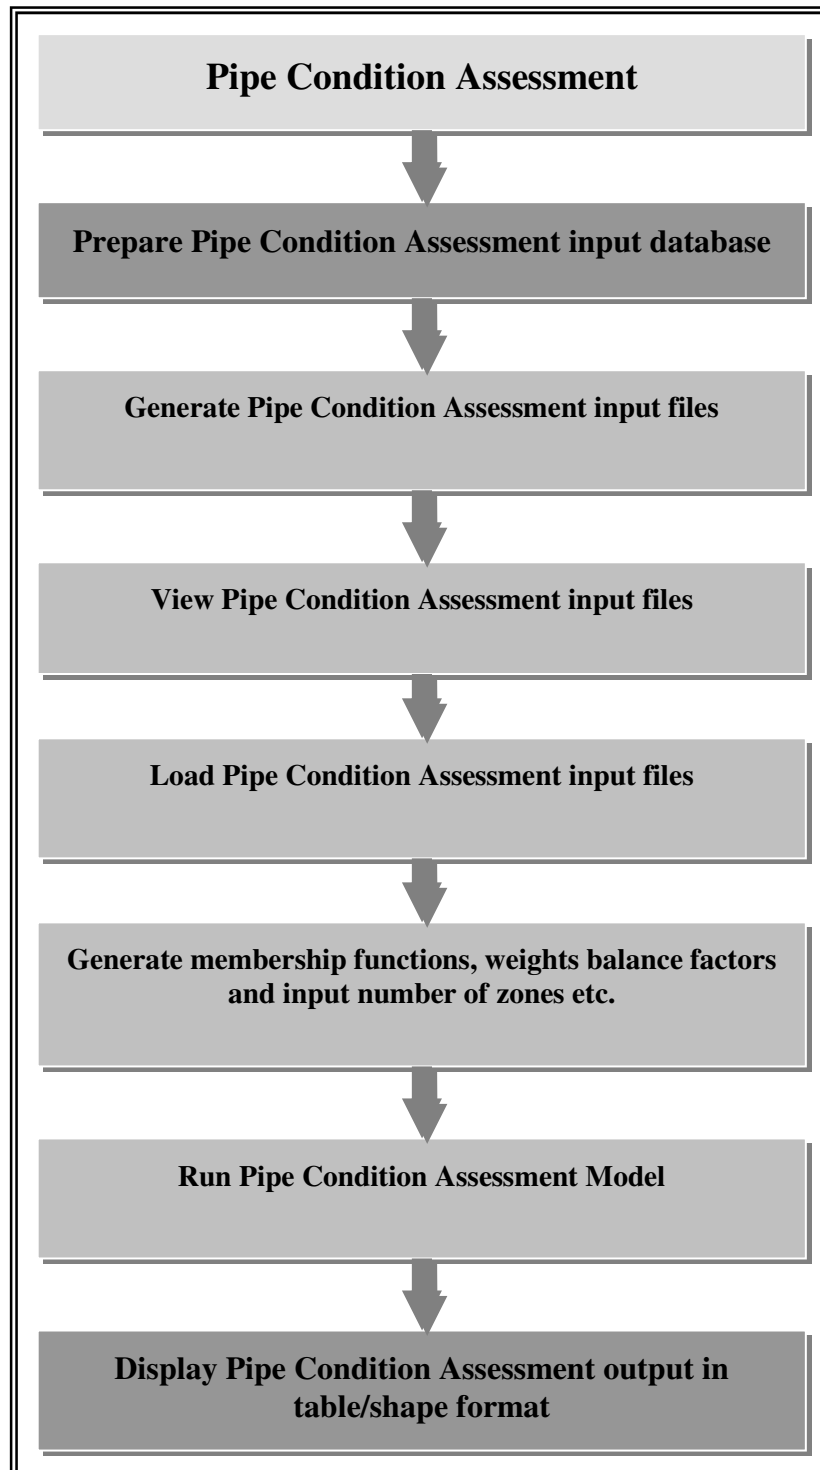 Pipe Condition Assessment
Prepare Pipe Condition Assessment input database
Generate Pipe Condition Assessment input files
View Pipe Condition Assessment input files
Load Pipe Condition Assessment input files
Generate membership functions, weights balance factors
and input number of zones etc.
Run Pipe Condition Assessment Model
Display Pipe Condition Assessment output in
table/shape format